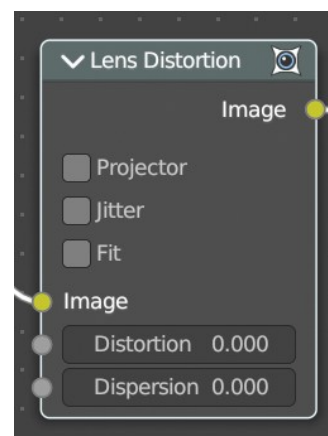 Lens Distortion
Image
Projector
Jitter
Fit
Image
Distortion 0.000
Dispersion 0.000